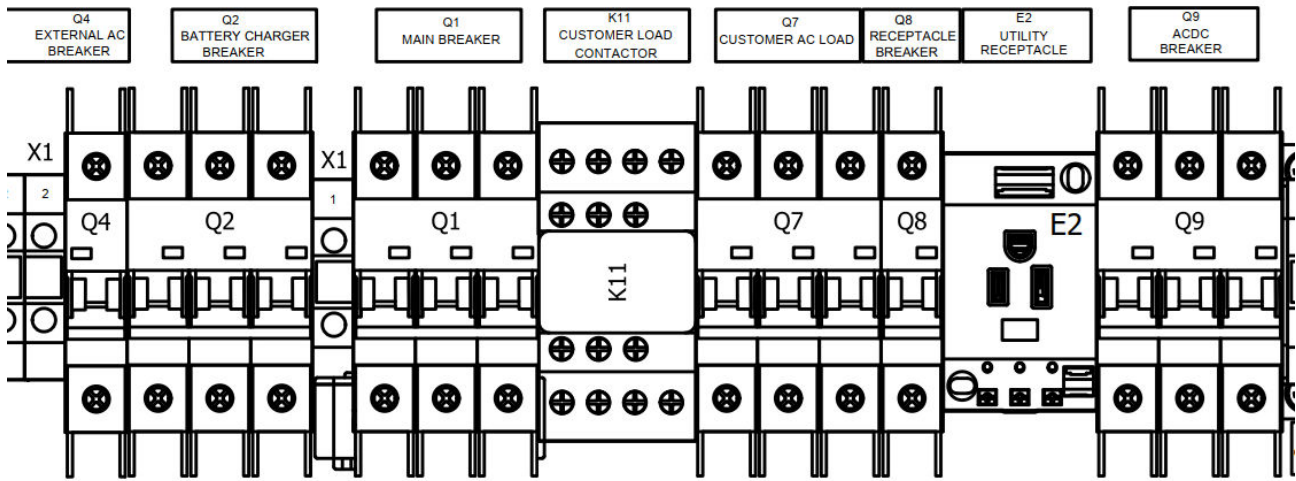 Q4
EXTERNAL AC
BREAKER
Q2
BATTERY CHARGER
BREAKER
Q1
MAIN BREAKER
K11
CUSTOMER LOAD
CONTACTOR
Q7
CUSTOMER AC LOAD
Q8
RECEPTACLE
BREAKER
E2
UTILITY
RECEPTACLE
Q9
ACDC
BREAKER
X1
2
Q4
Q2
X1
1
Q1
K11
Q7
Q8
E2
Q9